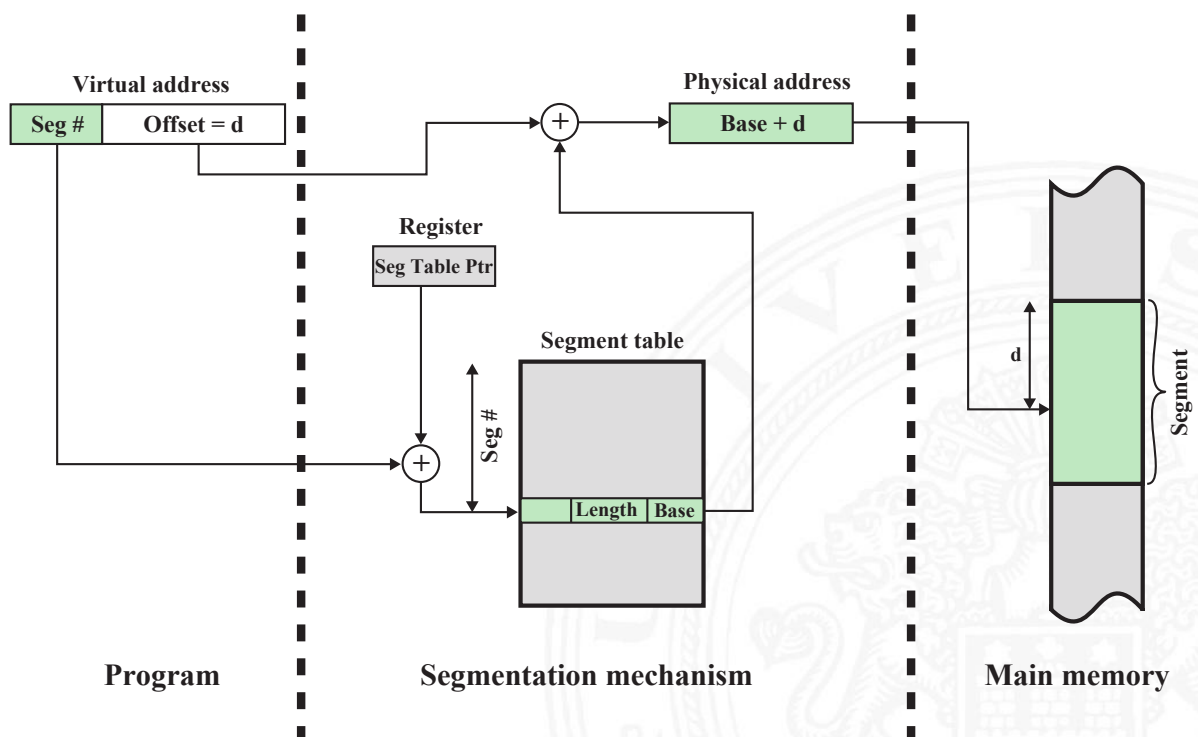 Virtual address
Seg #
Offset = d
Physical address
Base + d
Register
Seg Table Ptr
Segment table
Seg #
Length
Base
d
Segment
Program
Segmentation mechanism
Main memory